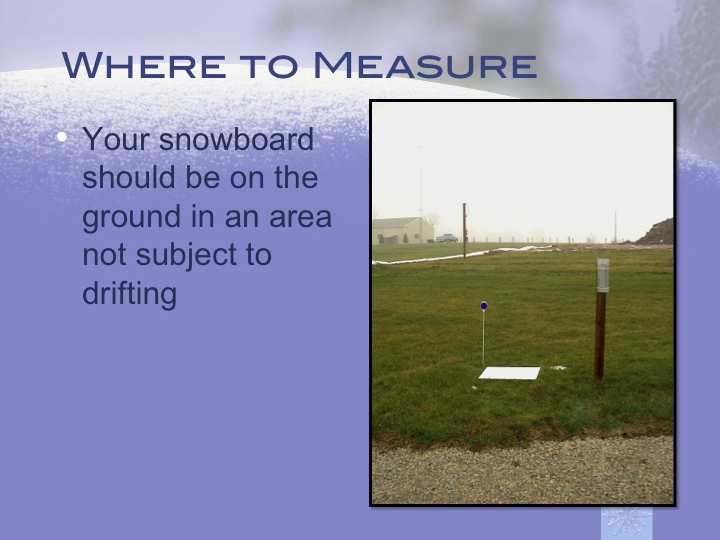 Where to Measure
• Your snowboard
should be on the
ground in an area
not subject to
drifting